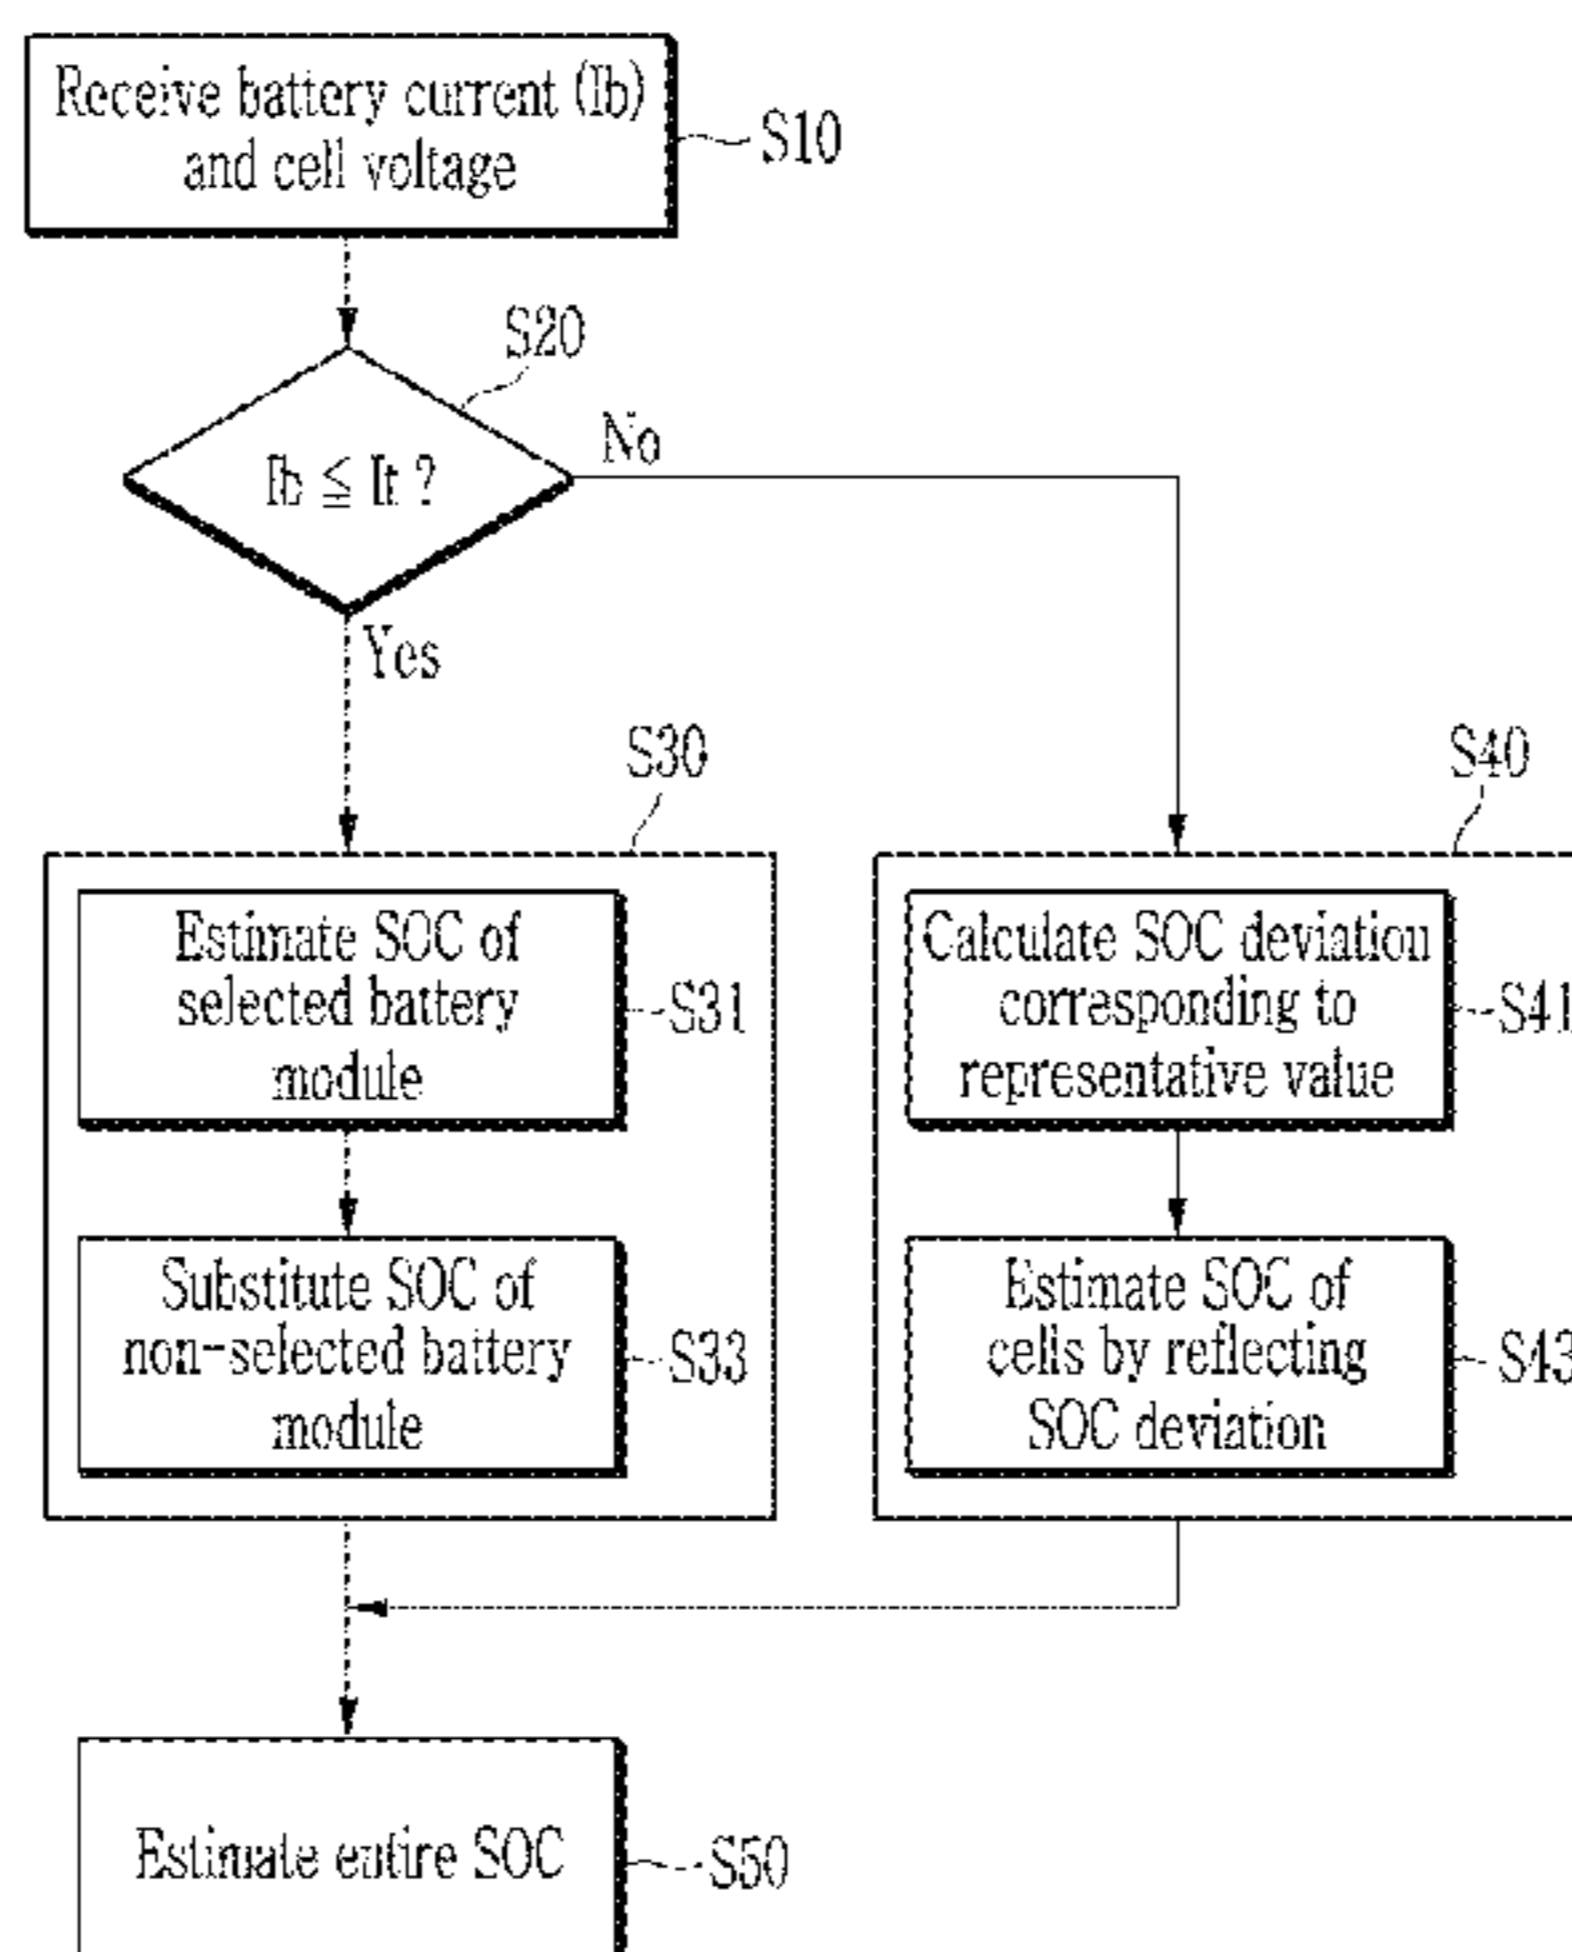 Receive battery current (Ib)
and cell voltage
S10
S20
Ib ≦ It ?
No
Yes
S30
S40
Estimate SOC of
selected battery
module
S31
Calculate SOC deviation
corresponding to
representative value
S41
Substitute SOC of
non-selected battery
module
S33
Estimate SOC of
cells by reflecting
SOC deviation
S43
Estimate entire SOC
S50